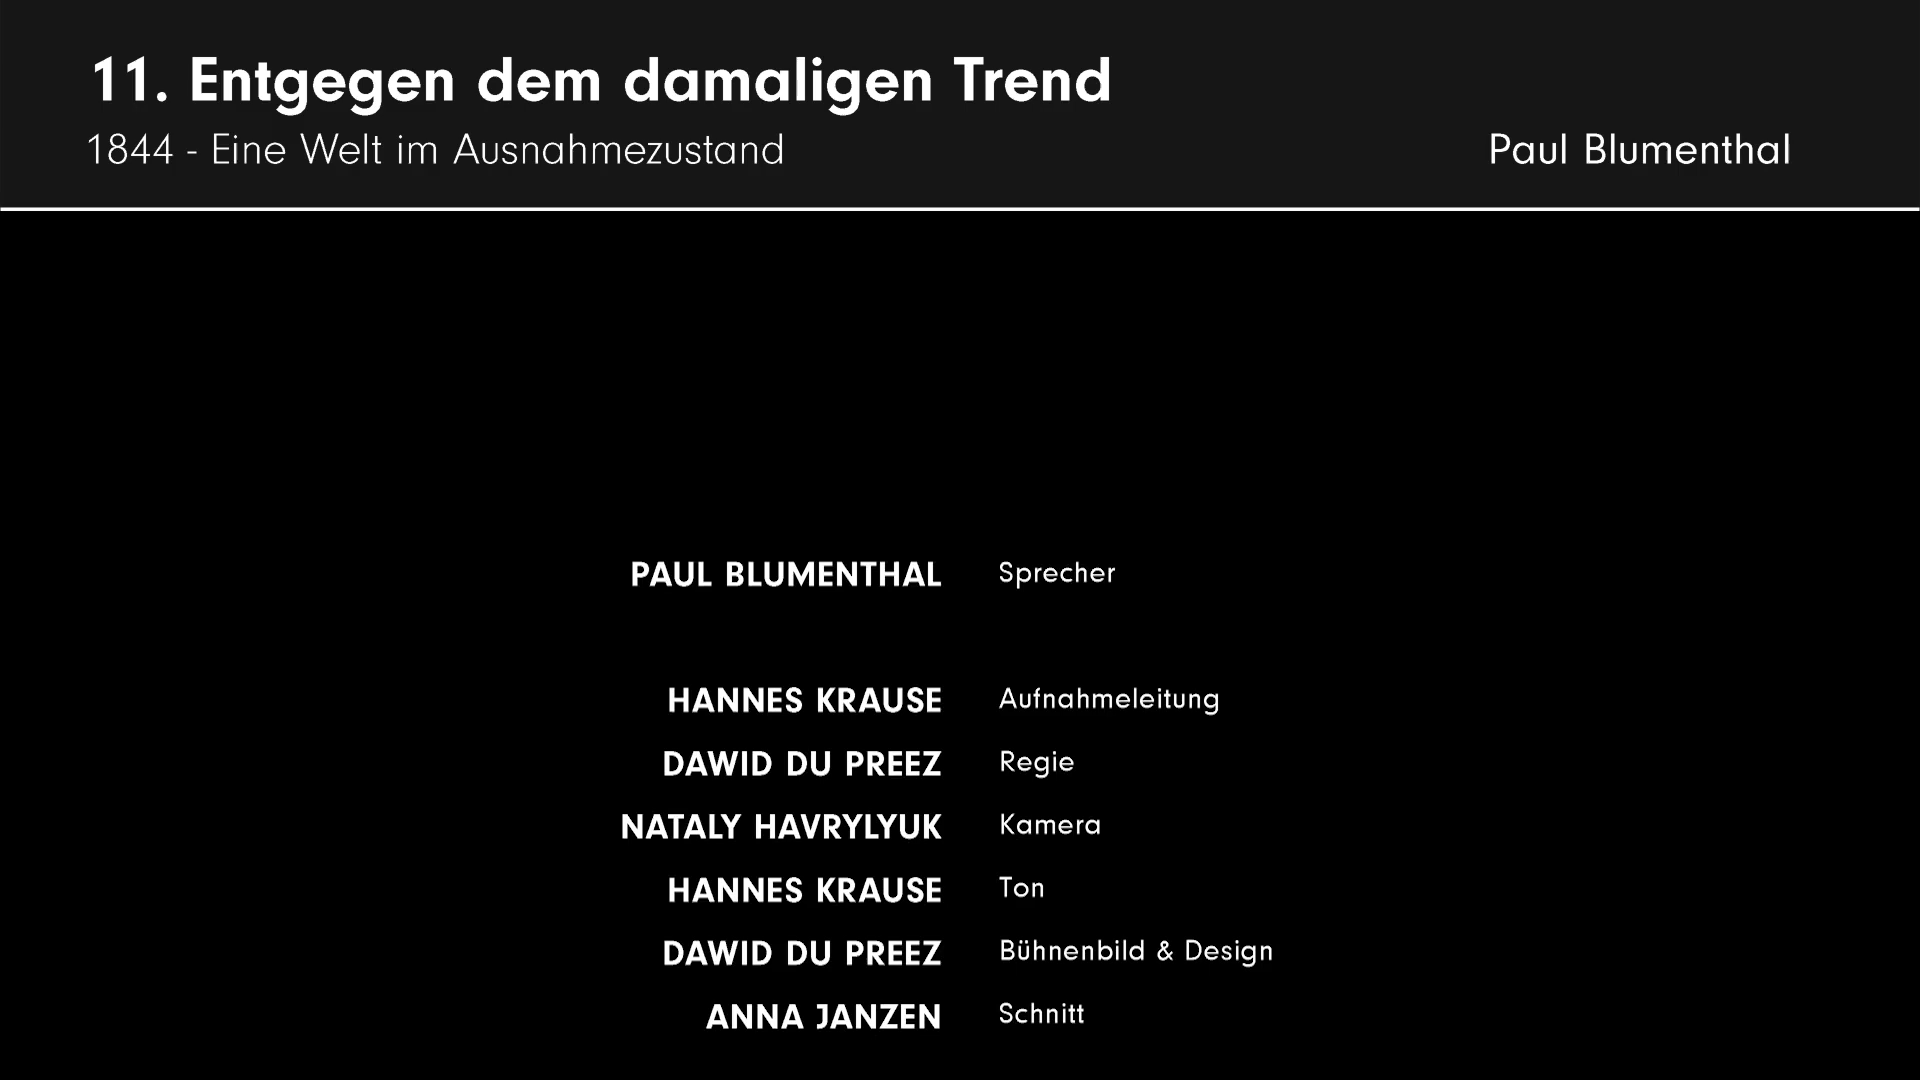 11. Entgegen dem damaligen Trend
1844 - Eine Welt im Ausnahmezustand
Paul Blumenthal
PAUL BLUMENTHAL Sprecher
HANNES KRAUSE Aufnahmeleitung
DAWID DU PREEZ Regie
NATALY HAVRYLYUK Kamera
HANNES KRAUSE Ton
DAWID DU PREEZ Bühnenbild & Design
ANNA JANZEN Schnitt